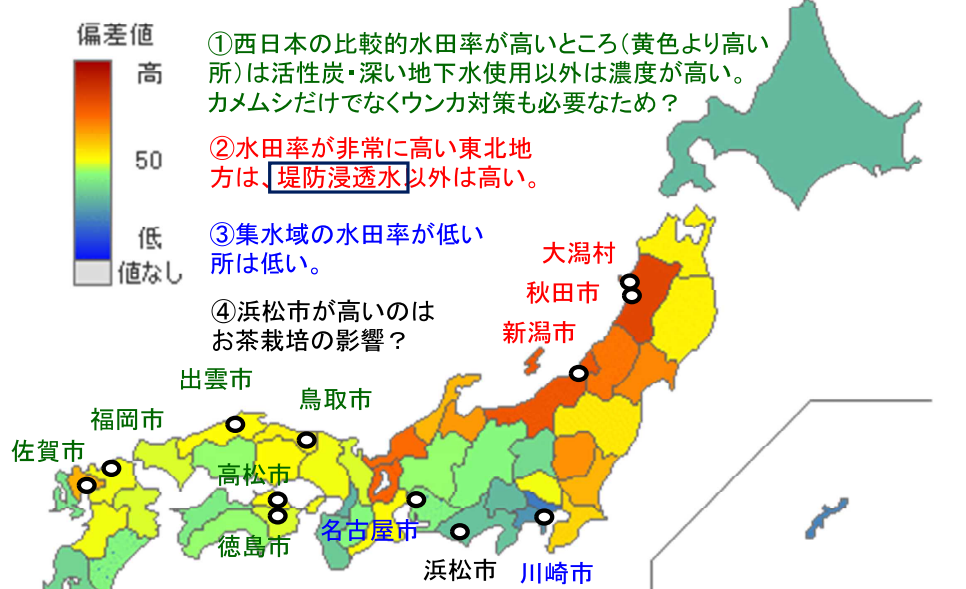 偏差値
高
50
低
値なし
①西日本の比較的水田率が高いところ（黄色より高い
所）は活性炭・深い地下水使用以外は濃度が高い。
カメムシだけでなくウンカ対策も必要なため？
②水田率が非常に高い東北地
方は、堤防浸透水以外は高い。
③集水域の水田率が低い
所は低い。
④浜松市が高いのは
お茶栽培の影響？
大潟村
秋田市
新潟市
出雲市
鳥取市
福岡市
佐賀市
高松市
徳島市
名古屋市
浜松市
川崎市